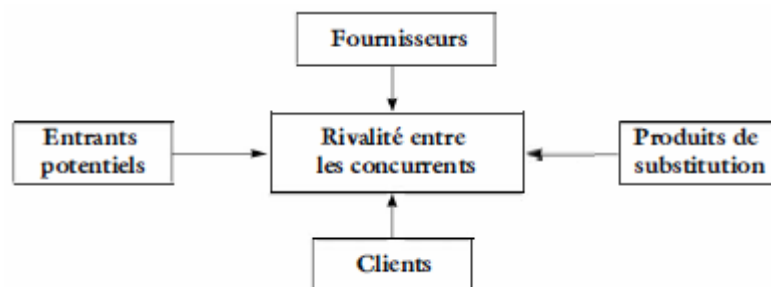 Fournisseurs
Entrants
potentiels
Rivalité entre
les concurrents
Produits de
substitution
Clients